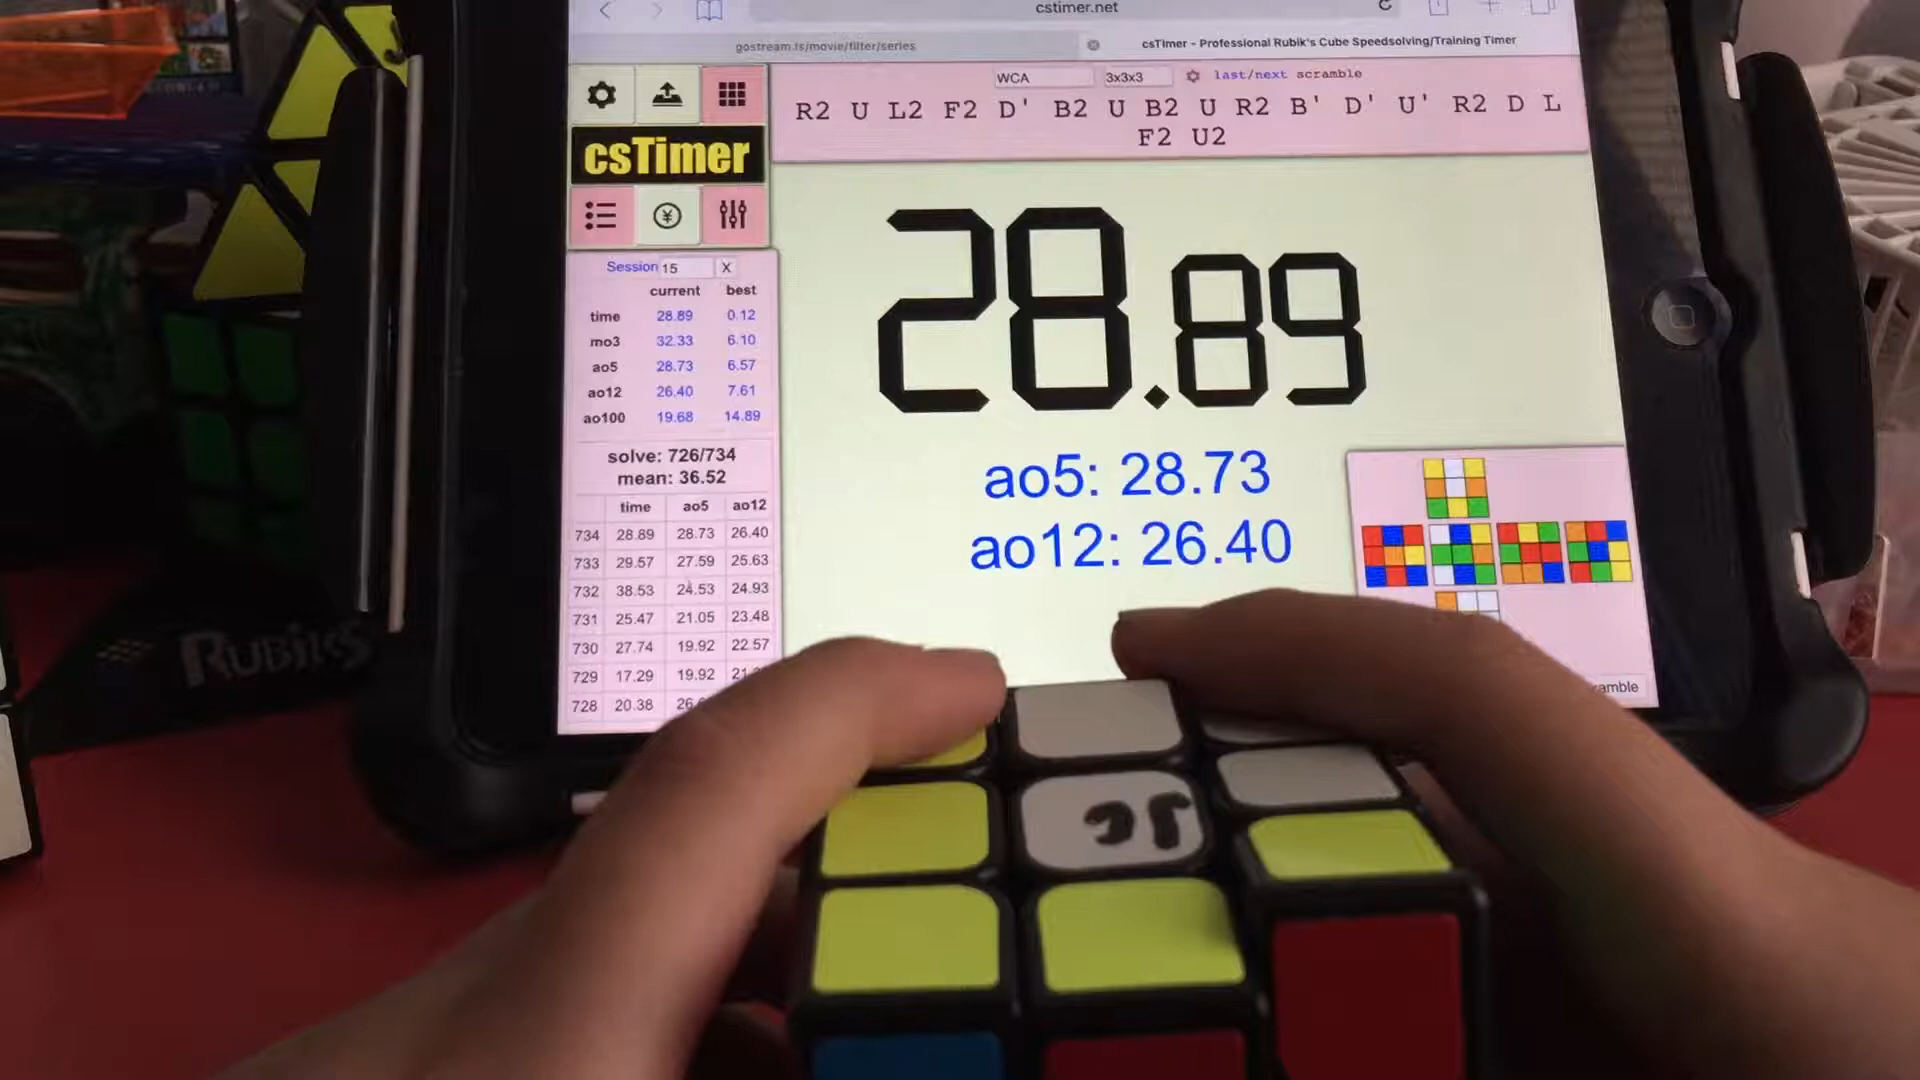 cstimer.net
gostream.is/movie/filter/series
csTimer - Professional Rubik's Cube Speedsolving/Training Timer
WCA 3x3x3 last/next scramble
R2 U L2 F2 D' B2 U B2 U R2 B' D' U' R2 D L
F2 U2
csTimer
Session 15 X
current best
time 28.89 0.12
mo3 32.33 6.10
ao5 28.73 6.57
ao12 26.40 7.61
ao100 19.68 14.89
solve: 726/734
mean: 36.52
time ao5 ao12
734 28.89 28.73 26.40
733 29.57 27.59 25.63
732 38.53 24.53 24.93
731 25.47 21.05 23.48
730 27.74 19.92 22.57
729 17.29 19.92
728 20.38
28.89
ao5: 28.73
ao12: 26.40
RUBIK'S